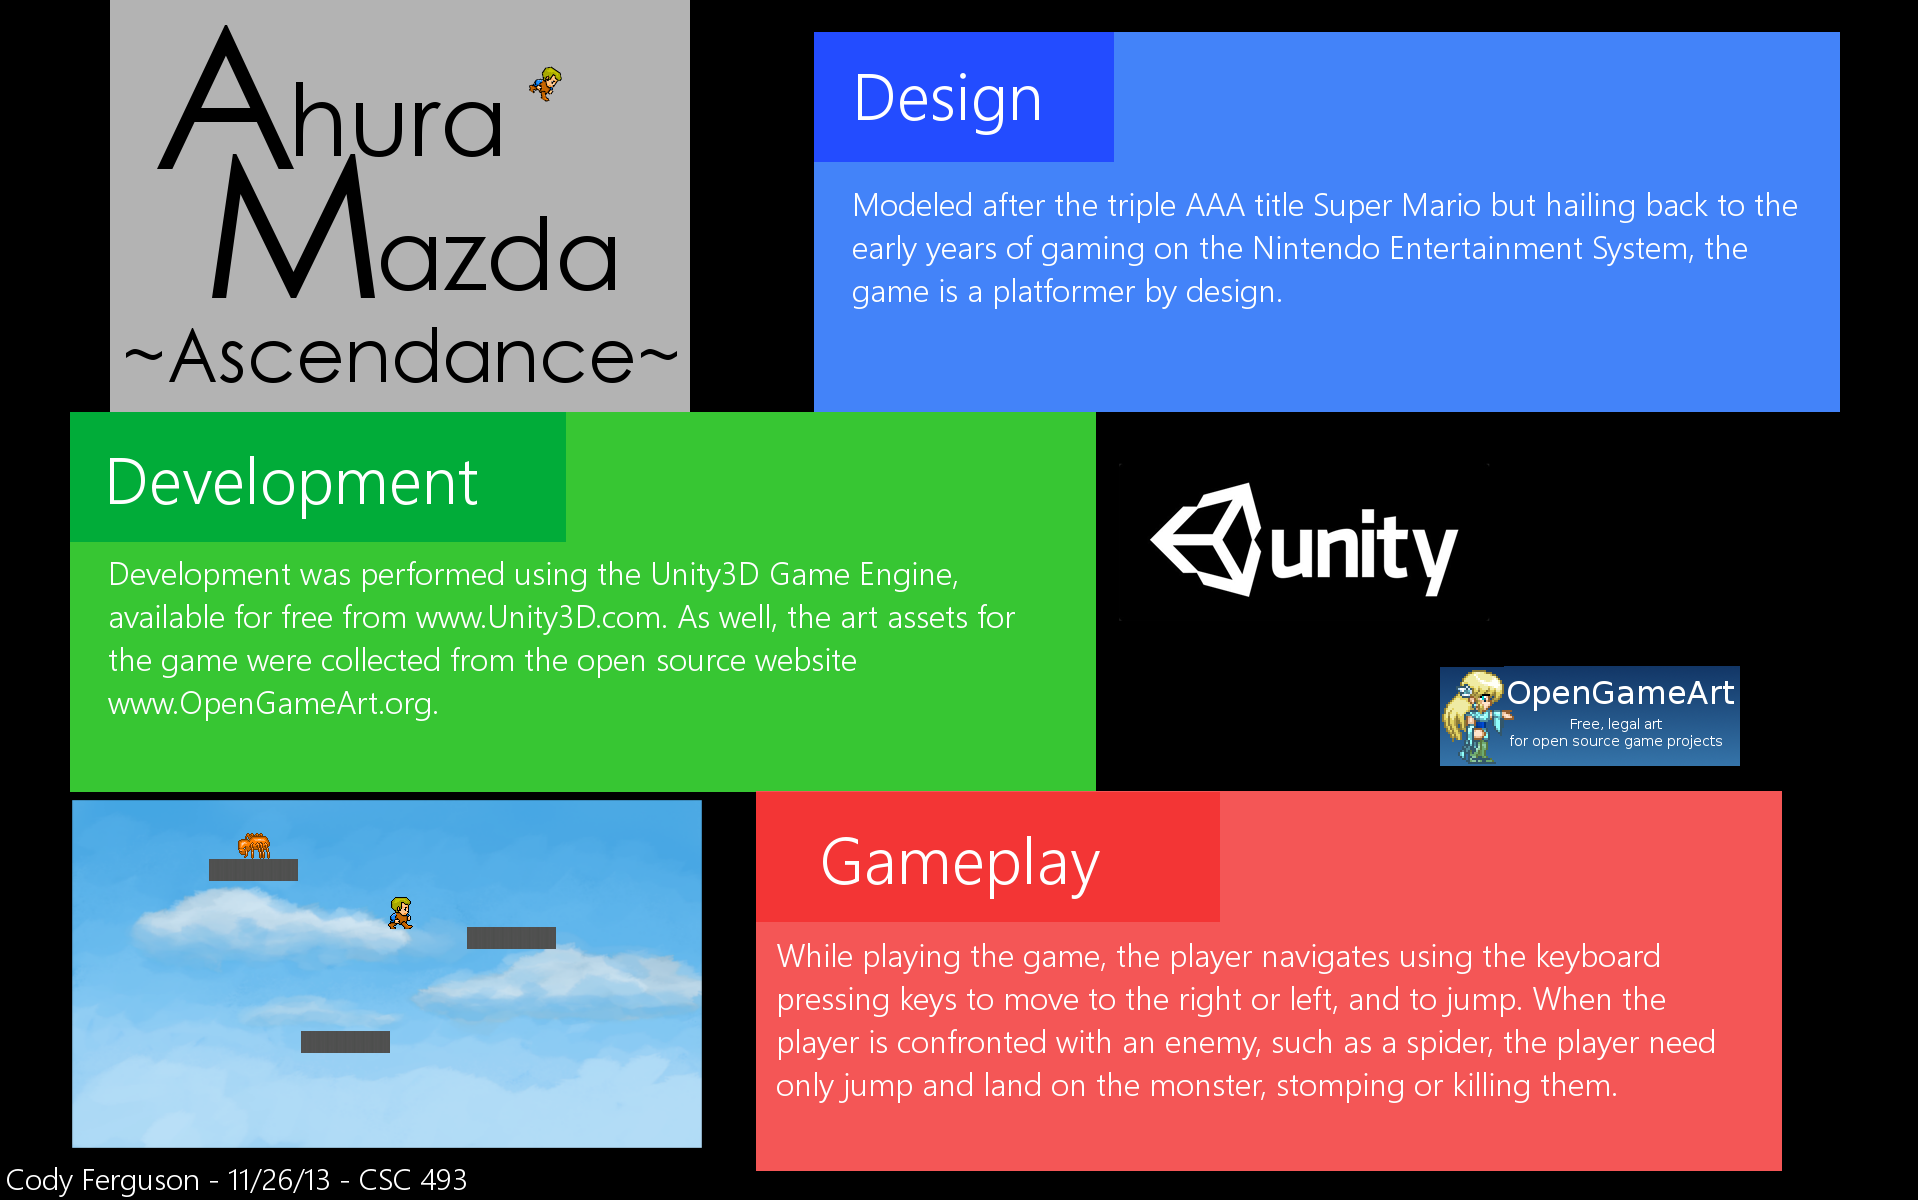 Ahura
Mazda
~Ascendance~
Design
Modeled after the triple AAA title Super Mario but hailing back to the
early years of gaming on the Nintendo Entertainment System, the
game is a platformer by design.
Development
Development was performed using the Unity3D Game Engine,
available for free from www.Unity3D.com. As well, the art assets for
the game were collected from the open source website
www.OpenGameArt.org.
unity
OpenGameArt
Free, legal art
for open source game projects
Gameplay
While playing the game, the player navigates using the keyboard
pressing keys to move to the right or left, and to jump. When the
player is confronted with an enemy, such as a spider, the player need
only jump and land on the monster, stomping or killing them.
Cody Ferguson - 11/26/13 - CSC 493